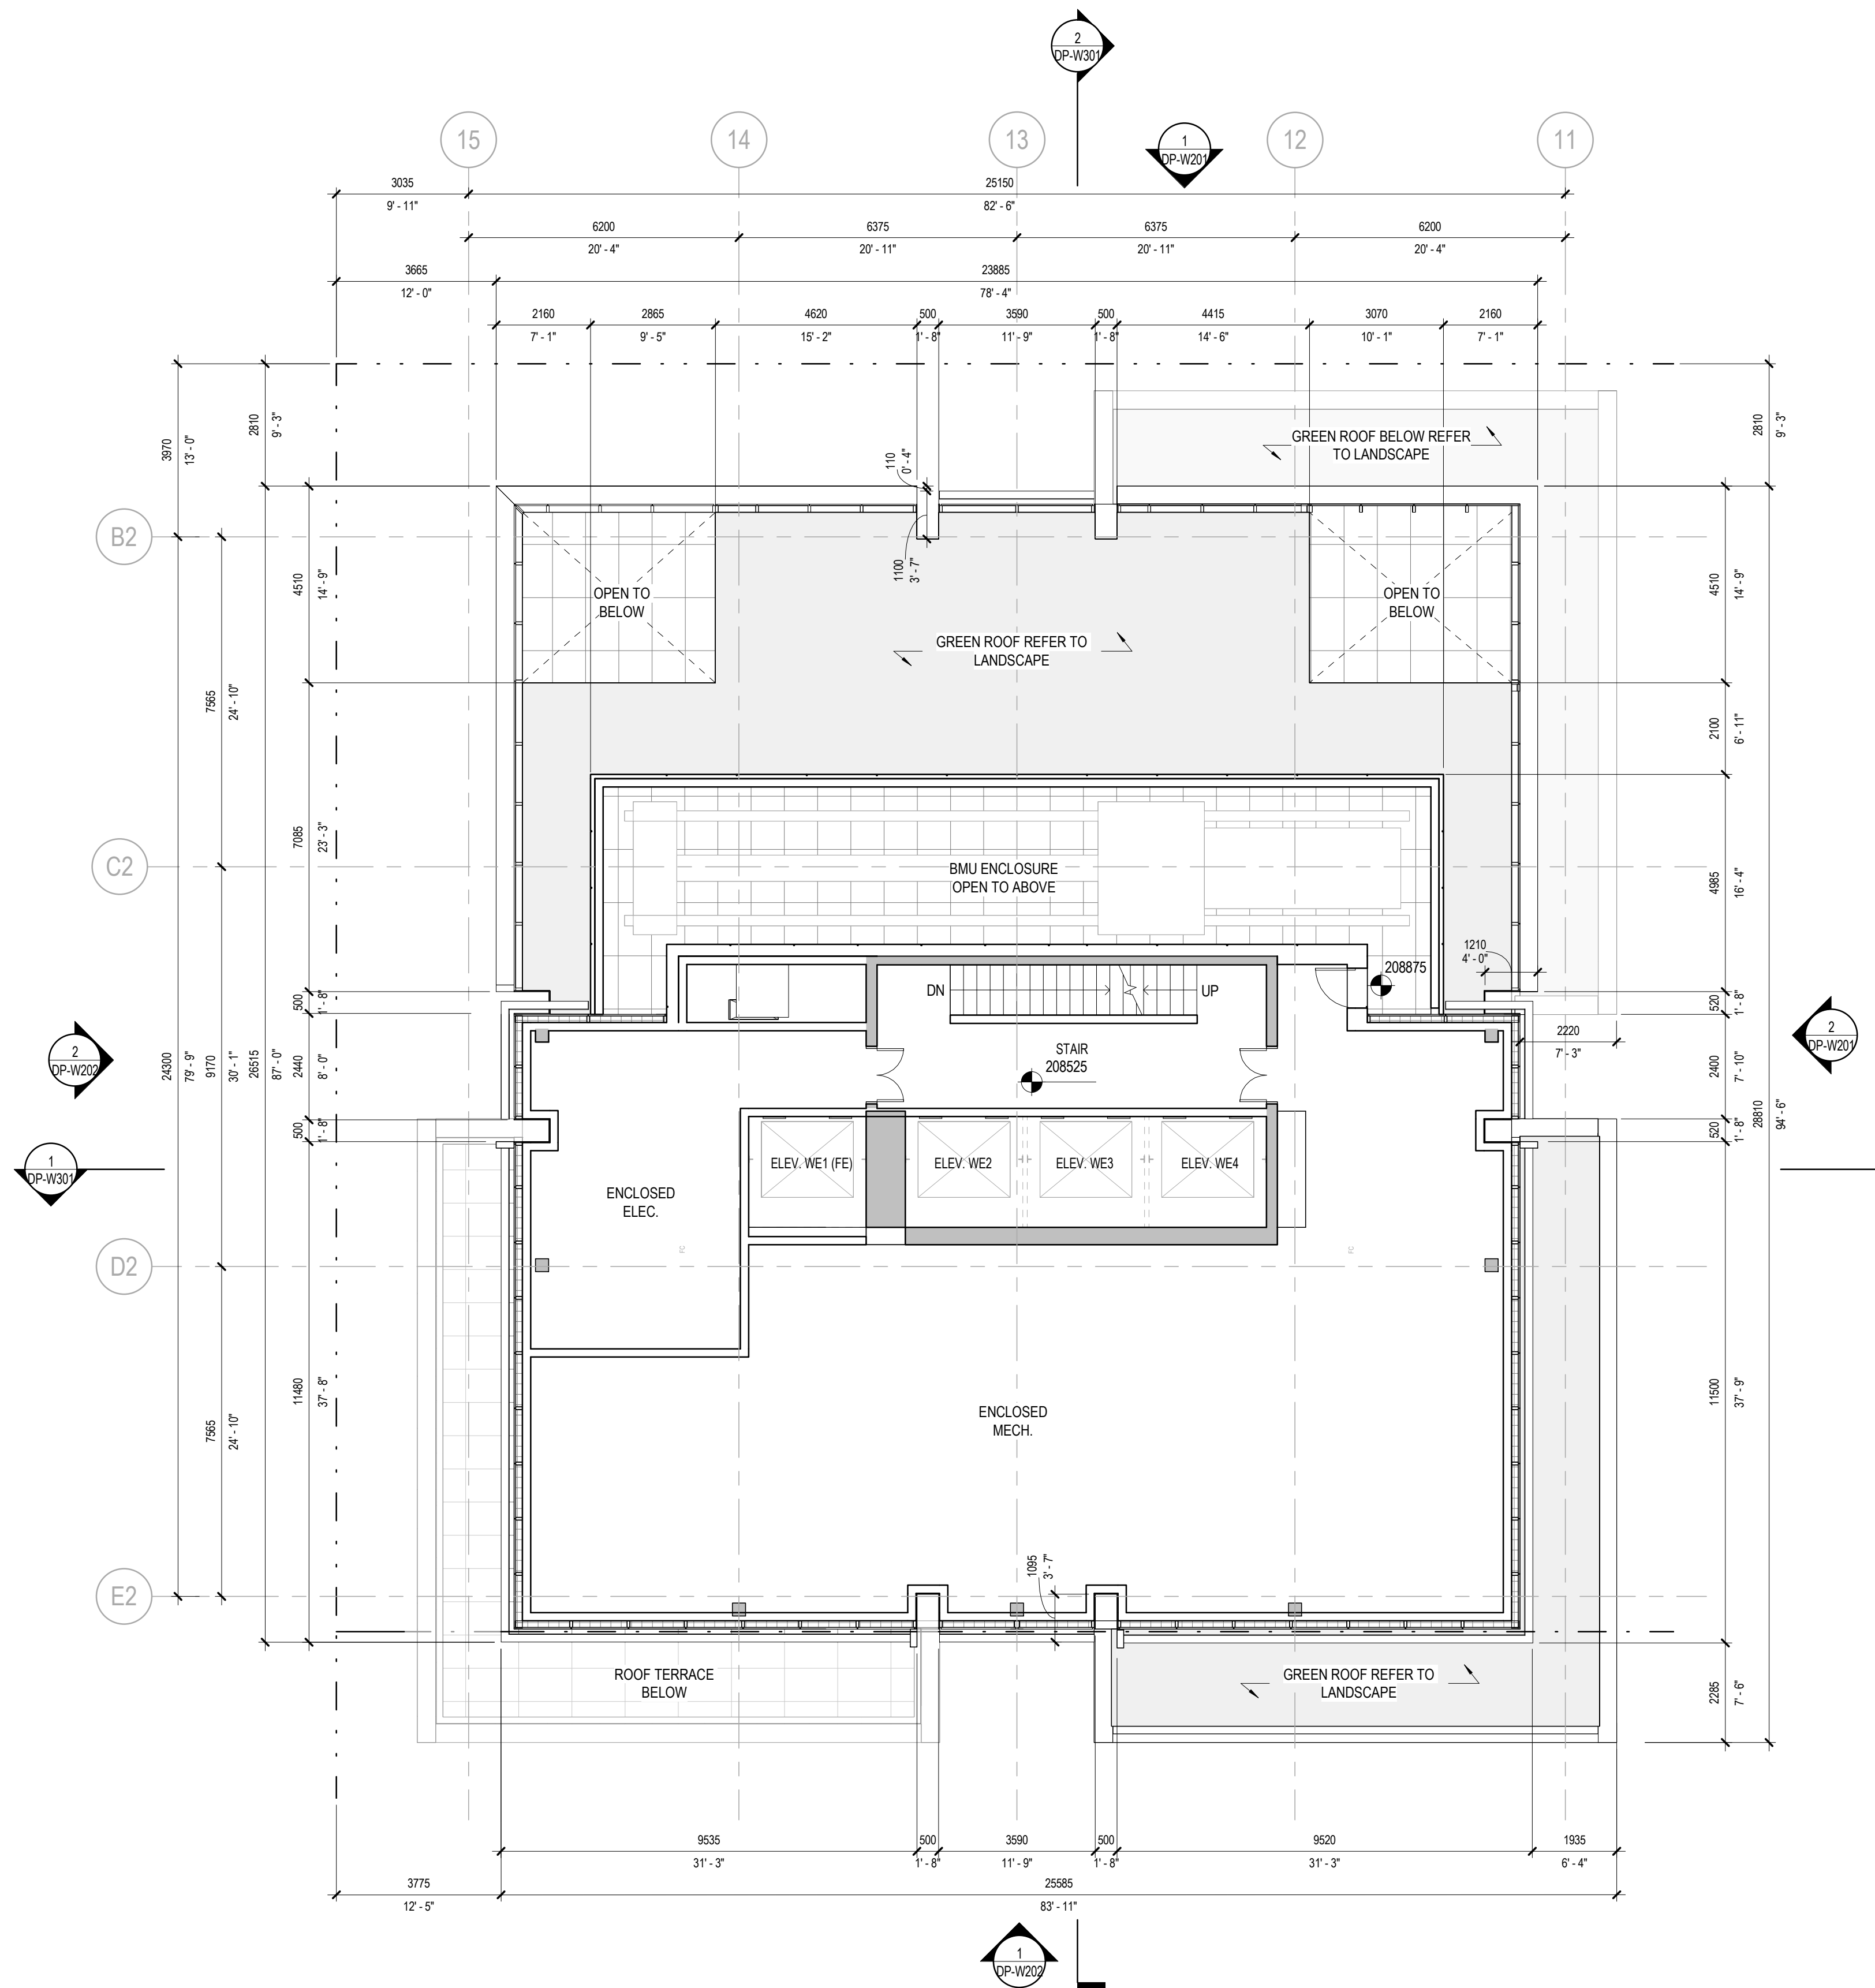 2
DP-W301
15
14
13
12
11
1
DP-W201
3035
25150
9' - 11"
82' - 6"
6200
6375
6375
6200
20' - 4"
20' - 11"
20' - 11"
20' - 4"
3665
23885
12' - 0"
78' - 4"
2160
2865
4620
500
3590
500
4415
3070
2160
7' - 1"
9' - 5"
15' - 2"
1' - 8"
11' - 9"
1' - 8"
14' - 6"
10' - 1"
7' - 1"
3970
13' - 0"
2810
9' - 3"
2810
9' - 3"
GREEN ROOF BELOW REFER
TO LANDSCAPE
110
0' - 4"
B2
1100
3' - 7"
4510
14' - 9"
OPEN TO
BELOW
OPEN TO
BELOW
4510
14' - 9"
GREEN ROOF REFER TO
LANDSCAPE
7565
24' - 10"
2100
6' - 11"
C2
7085
23' - 3"
BMU ENCLOSURE
OPEN TO ABOVE
4985
16' - 4"
1210
4' - 0"
208875
DN
UP
500
1' - 8"
520
1' - 8"
2220
7' - 3"
2
DP-W202
24300
79' - 9"
9170
30' - 1"
26515
87' - 0"
2440
8' - 0"
STAIR
208525
2400
7' - 10"
28810
94' - 6"
2
DP-W201
500
1' - 8"
520
1' - 8"
1
DP-W301
ELEV. WE1 (FE)
ELEV. WE2
ELEV. WE3
ELEV. WE4
ENCLOSED
ELEC.
FC
FC
D2
11480
37' - 8"
11500
37' - 9"
ENCLOSED
MECH.
7565
24' - 10"
1095
3' - 7"
E2
ROOF TERRACE
BELOW
GREEN ROOF REFER TO
LANDSCAPE
2285
7' - 6"
9535
500
3590
500
9520
1935
31' - 3"
1' - 8"
11' - 9"
1' - 8"
31' - 3"
6' - 4"
3775
25585
12' - 5"
83' - 11"
1
DP-W202